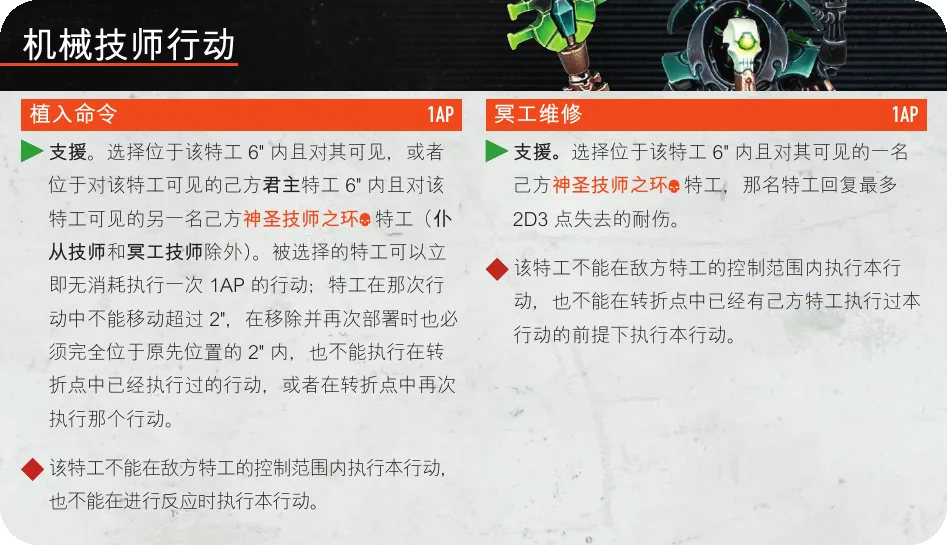 机械技师行动
植入命令 1AP
支援。选择位于该特工 6" 内且对其可见，或者
位于对该特工可见的己方君主特工 6" 内且对该
特工可见的另一名己方神圣技师之环特工（仆
从技师和冥工技师除外）。被选择的特工可以立
即无消耗执行一次 1AP 的行动；特工在那次行
动中不能移动超过 2"，在移除并再次部署时也必
须完全位于原先位置的 2" 内，也不能执行在转
折点中已经执行过的行动，或者在转折点中再次
执行那个行动。
该特工不能在敌方特工的控制范围内执行本行动，
也不能在进行反应时执行本行动。
冥工维修 1AP
支援。选择位于该特工 6" 内且对其可见的一名
己方神圣技师之环特工，那名特工回复最多
2D3 点失去的耐伤。
该特工不能在敌方特工的控制范围内执行本行
动，也不能在转折点中已经有己方特工执行过本
行动的前提下执行本行动。